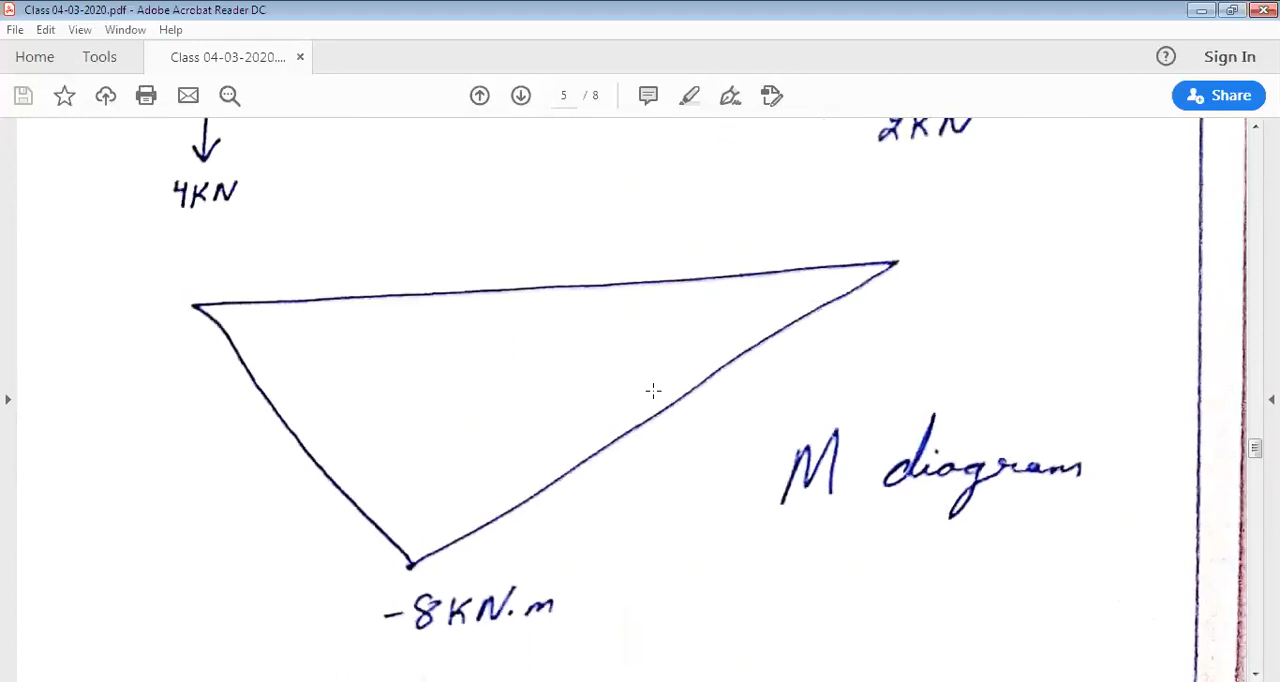 Class 04-03-2020.pdf - Adobe Acrobat Reader DC
File Edit View Window Help
Home Tools Class 04-03-2020.... × Sign In
5 / 8 Share
2KN
4KN
M diagram
-8KN.m